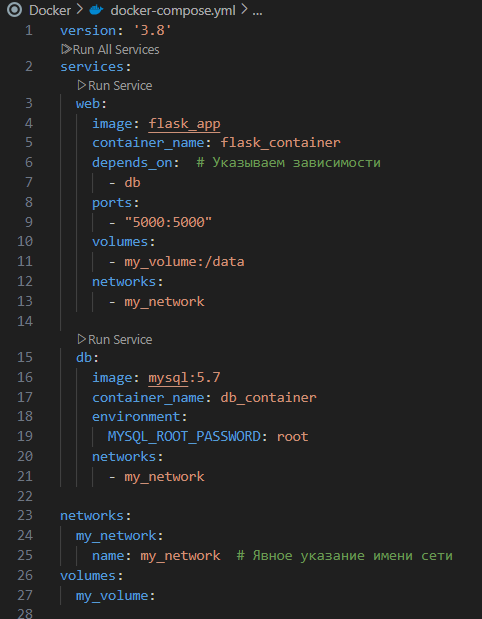 Docker > docker-compose.yml > ...
1 version: '3.8'
Run All Services
2 services:
Run Service
3   web:
4     image: flask_app
5     container_name: flask_container
6     depends_on:  # Указываем зависимости
7       - db
8     ports:
9       - "5000:5000"
10     volumes:
11       - my_volume:/data
12     networks:
13       - my_network
14
Run Service
15   db:
16     image: mysql:5.7
17     container_name: db_container
18     environment:
19       MYSQL_ROOT_PASSWORD: root
20     networks:
21       - my_network
22
23 networks:
24   my_network:
25     name: my_network  # Явное указание имени сети
26 volumes:
27   my_volume:
28